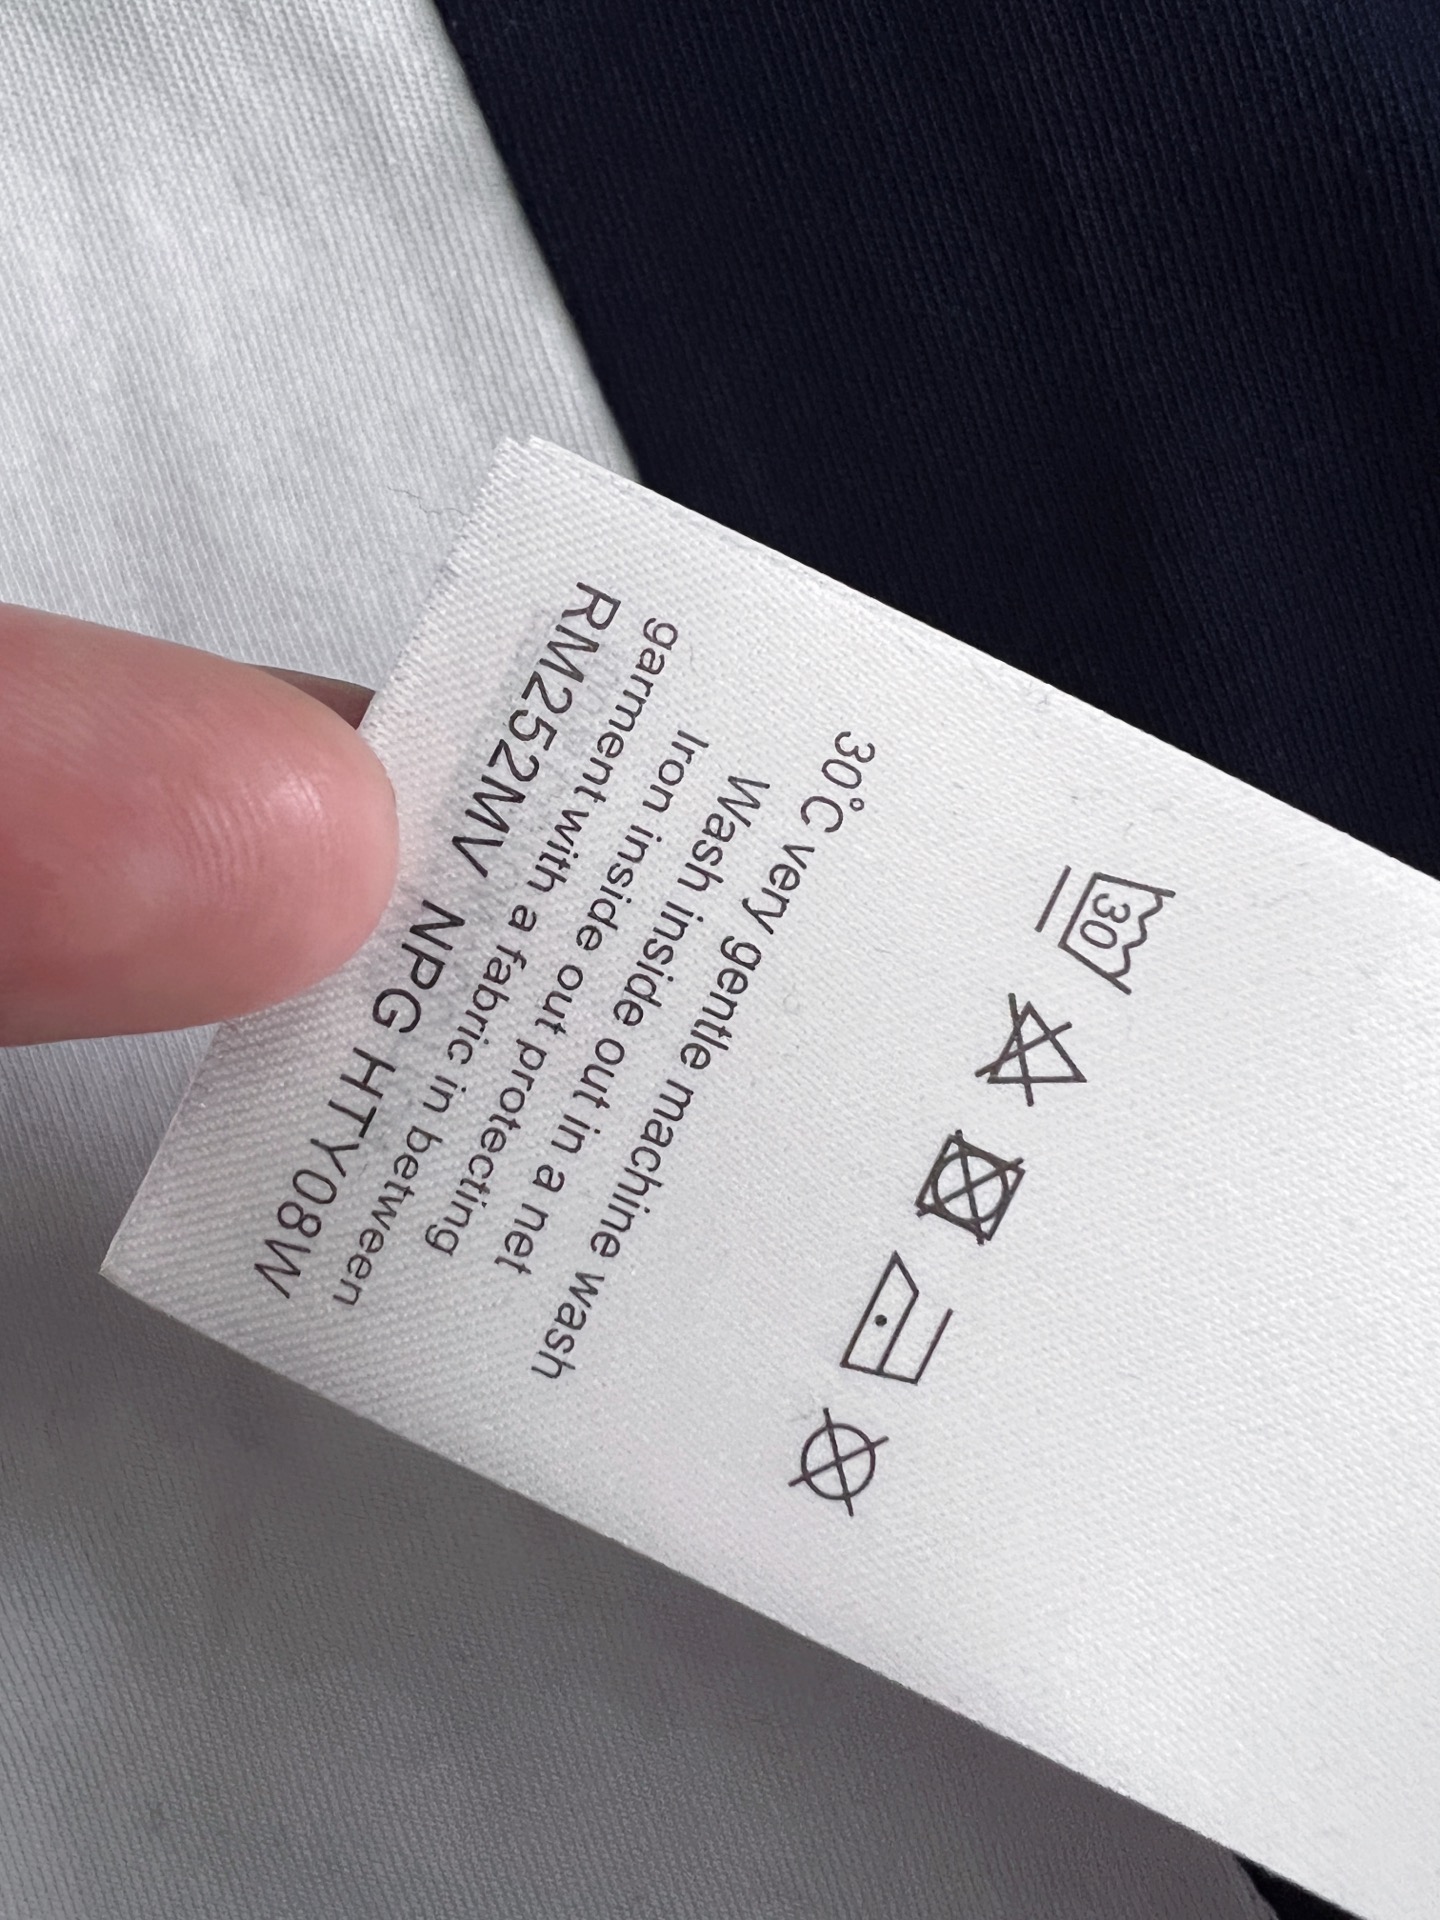 30
30°C very gentle machine wash
Wash inside out in a net
Iron inside out protecting
garment with a fabric in between
RM252MV NPG HTY08W